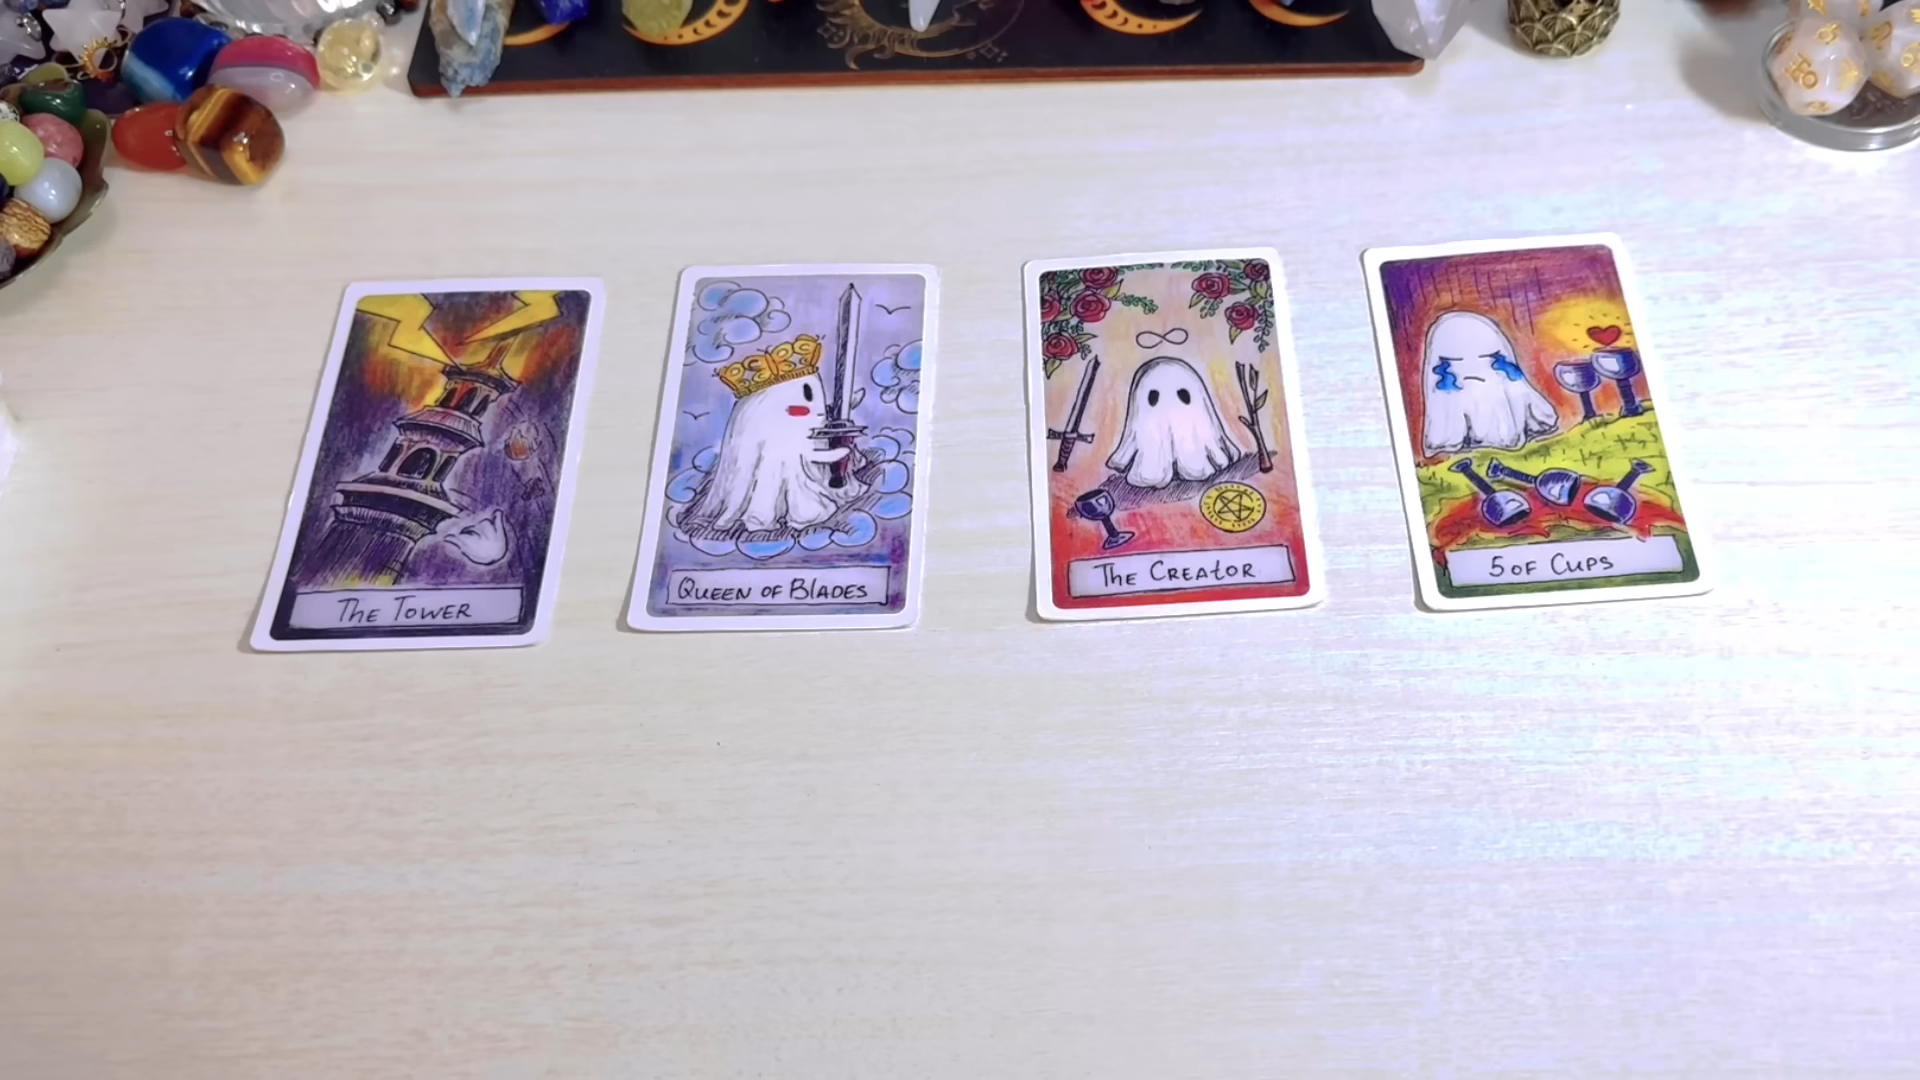 The Tower
Queen of Blades
The Creator
5 of Cups